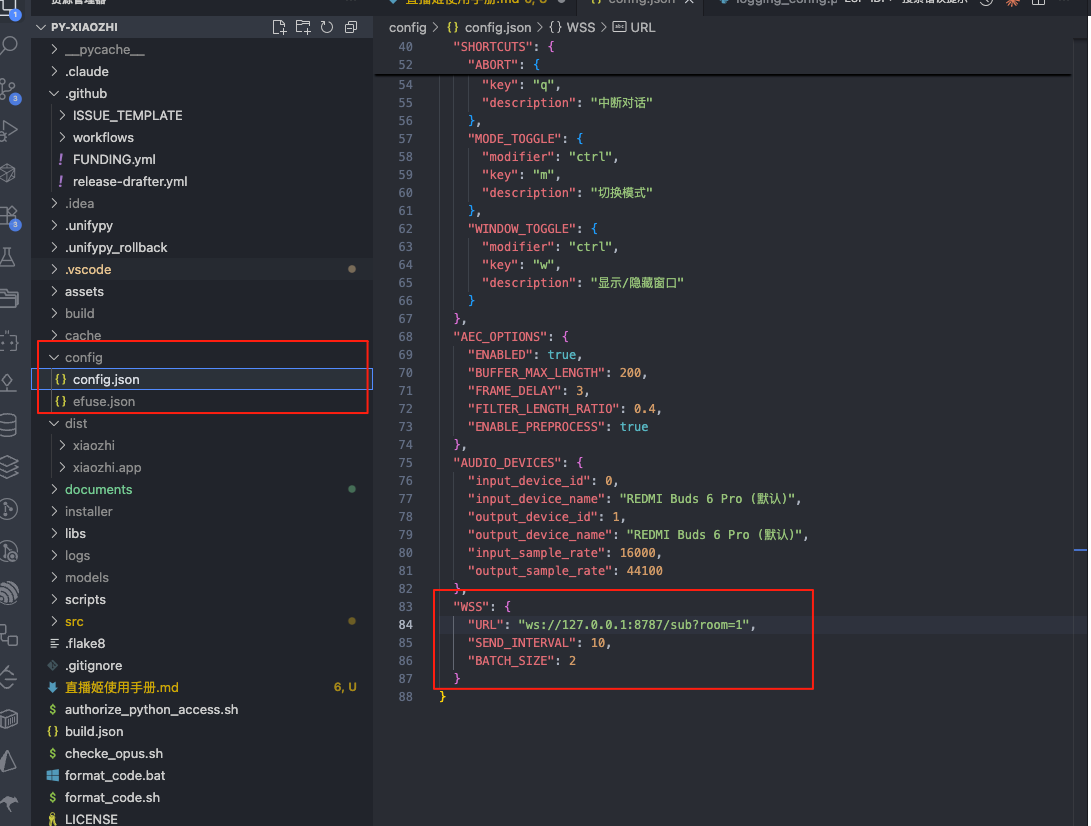 PY-XIAOZHI
__pycache__
.claude
.github
ISSUE_TEMPLATE
workflows
! FUNDING.yml
! release-drafter.yml
.idea
.unifypy
.unifypy_rollback
.vscode
assets
build
cache
config
{} config.json
{} efuse.json
dist
xiaozhi
xiaozhi.app
documents
installer
libs
logs
models
scripts
src
.flake8
.gitignore
直播姬使用手册.md 6, U
$ authorize_python_access.sh
{} build.json
$ checke_opus.sh
format_code.bat
$ format_code.sh
LICENSE
config > {} config.json > {} WSS > URL
40 "SHORTCUTS": {
52 "ABORT": {
54 "key": "q",
55 "description": "中断对话"
56 },
57 "MODE_TOGGLE": {
58 "modifier": "ctrl",
59 "key": "m",
60 "description": "切换模式"
61 },
62 "WINDOW_TOGGLE": {
63 "modifier": "ctrl",
64 "key": "w",
65 "description": "显示/隐藏窗口"
66 }
67 },
68 "AEC_OPTIONS": {
69 "ENABLED": true,
70 "BUFFER_MAX_LENGTH": 200,
71 "FRAME_DELAY": 3,
72 "FILTER_LENGTH_RATIO": 0.4,
73 "ENABLE_PREPROCESS": true
74 },
75 "AUDIO_DEVICES": {
76 "input_device_id": 0,
77 "input_device_name": "REDMI Buds 6 Pro (默认)",
78 "output_device_id": 1,
79 "output_device_name": "REDMI Buds 6 Pro (默认)",
80 "input_sample_rate": 16000,
81 "output_sample_rate": 44100
82 },
83 "WSS": {
84 "URL": "ws://127.0.0.1:8787/sub?room=1",
85 "SEND_INTERVAL": 10,
86 "BATCH_SIZE": 2
87 }
88 }